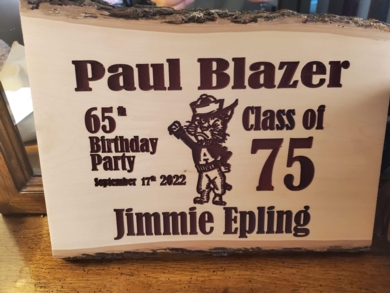 Paul Blazer
65th
Birthday
Party
September 17th 2022
A
Class of
75
Jimmie Epling